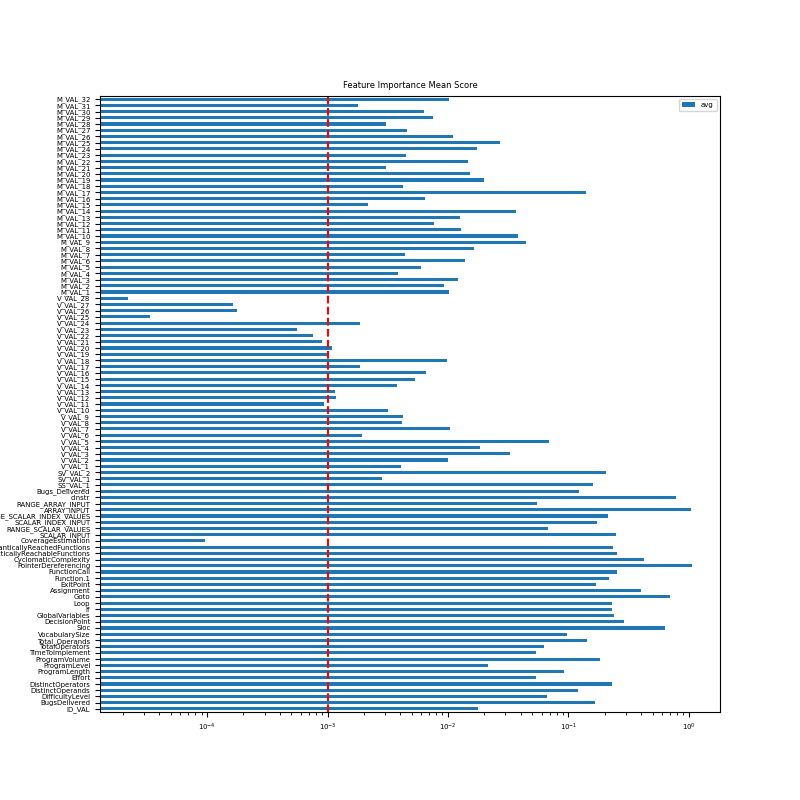 Feature Importance Mean Score
avg
M_VAL_32
M_VAL_31
M_VAL_30
M_VAL_29
M_VAL_28
M_VAL_27
M_VAL_26
M_VAL_25
M_VAL_24
M_VAL_23
M_VAL_22
M_VAL_21
M_VAL_20
M_VAL_19
M_VAL_18
M_VAL_17
M_VAL_16
M_VAL_15
M_VAL_14
M_VAL_13
M_VAL_12
M_VAL_11
M_VAL_10
M_VAL_9
M_VAL_8
M_VAL_7
M_VAL_6
M_VAL_5
M_VAL_4
M_VAL_3
M_VAL_2
M_VAL_1
V_VAL_28
V_VAL_27
V_VAL_26
V_VAL_25
V_VAL_24
V_VAL_23
V_VAL_22
V_VAL_21
V_VAL_20
V_VAL_19
V_VAL_18
V_VAL_17
V_VAL_16
V_VAL_15
V_VAL_14
V_VAL_13
V_VAL_12
V_VAL_11
V_VAL_10
V_VAL_9
V_VAL_8
V_VAL_7
V_VAL_6
V_VAL_5
V_VAL_4
V_VAL_3
V_VAL_2
V_VAL_1
SV_VAL_2
SV_VAL_1
SS_VAL_1
Bugs_Delivered
cinstr
RANGE_ARRAY_INPUT
ARRAY_INPUT
E_SCALAR_INDEX_VALUES
SCALAR_INDEX_INPUT
RANGE_SCALAR_VALUES
SCALAR_INPUT
CoverageEstimation
anticallyReachedFunctions
ticallyReachableFunctions
CyclomaticComplexity
PointerDereferencing
FunctionCall
Function.1
ExitPoint
Assignment
Goto
Loop
If
GlobalVariables
DecisionPoint
Sloc
VocabularySize
Total_Operands
TotalOperators
TimeToImplement
ProgramVolume
ProgramLevel
ProgramLength
Effort
DistinctOperators
DistinctOperands
DifficultyLevel
BugsDelivered
ID_VAL
10⁻⁴ 10⁻³ 10⁻² 10⁻¹ 10⁰